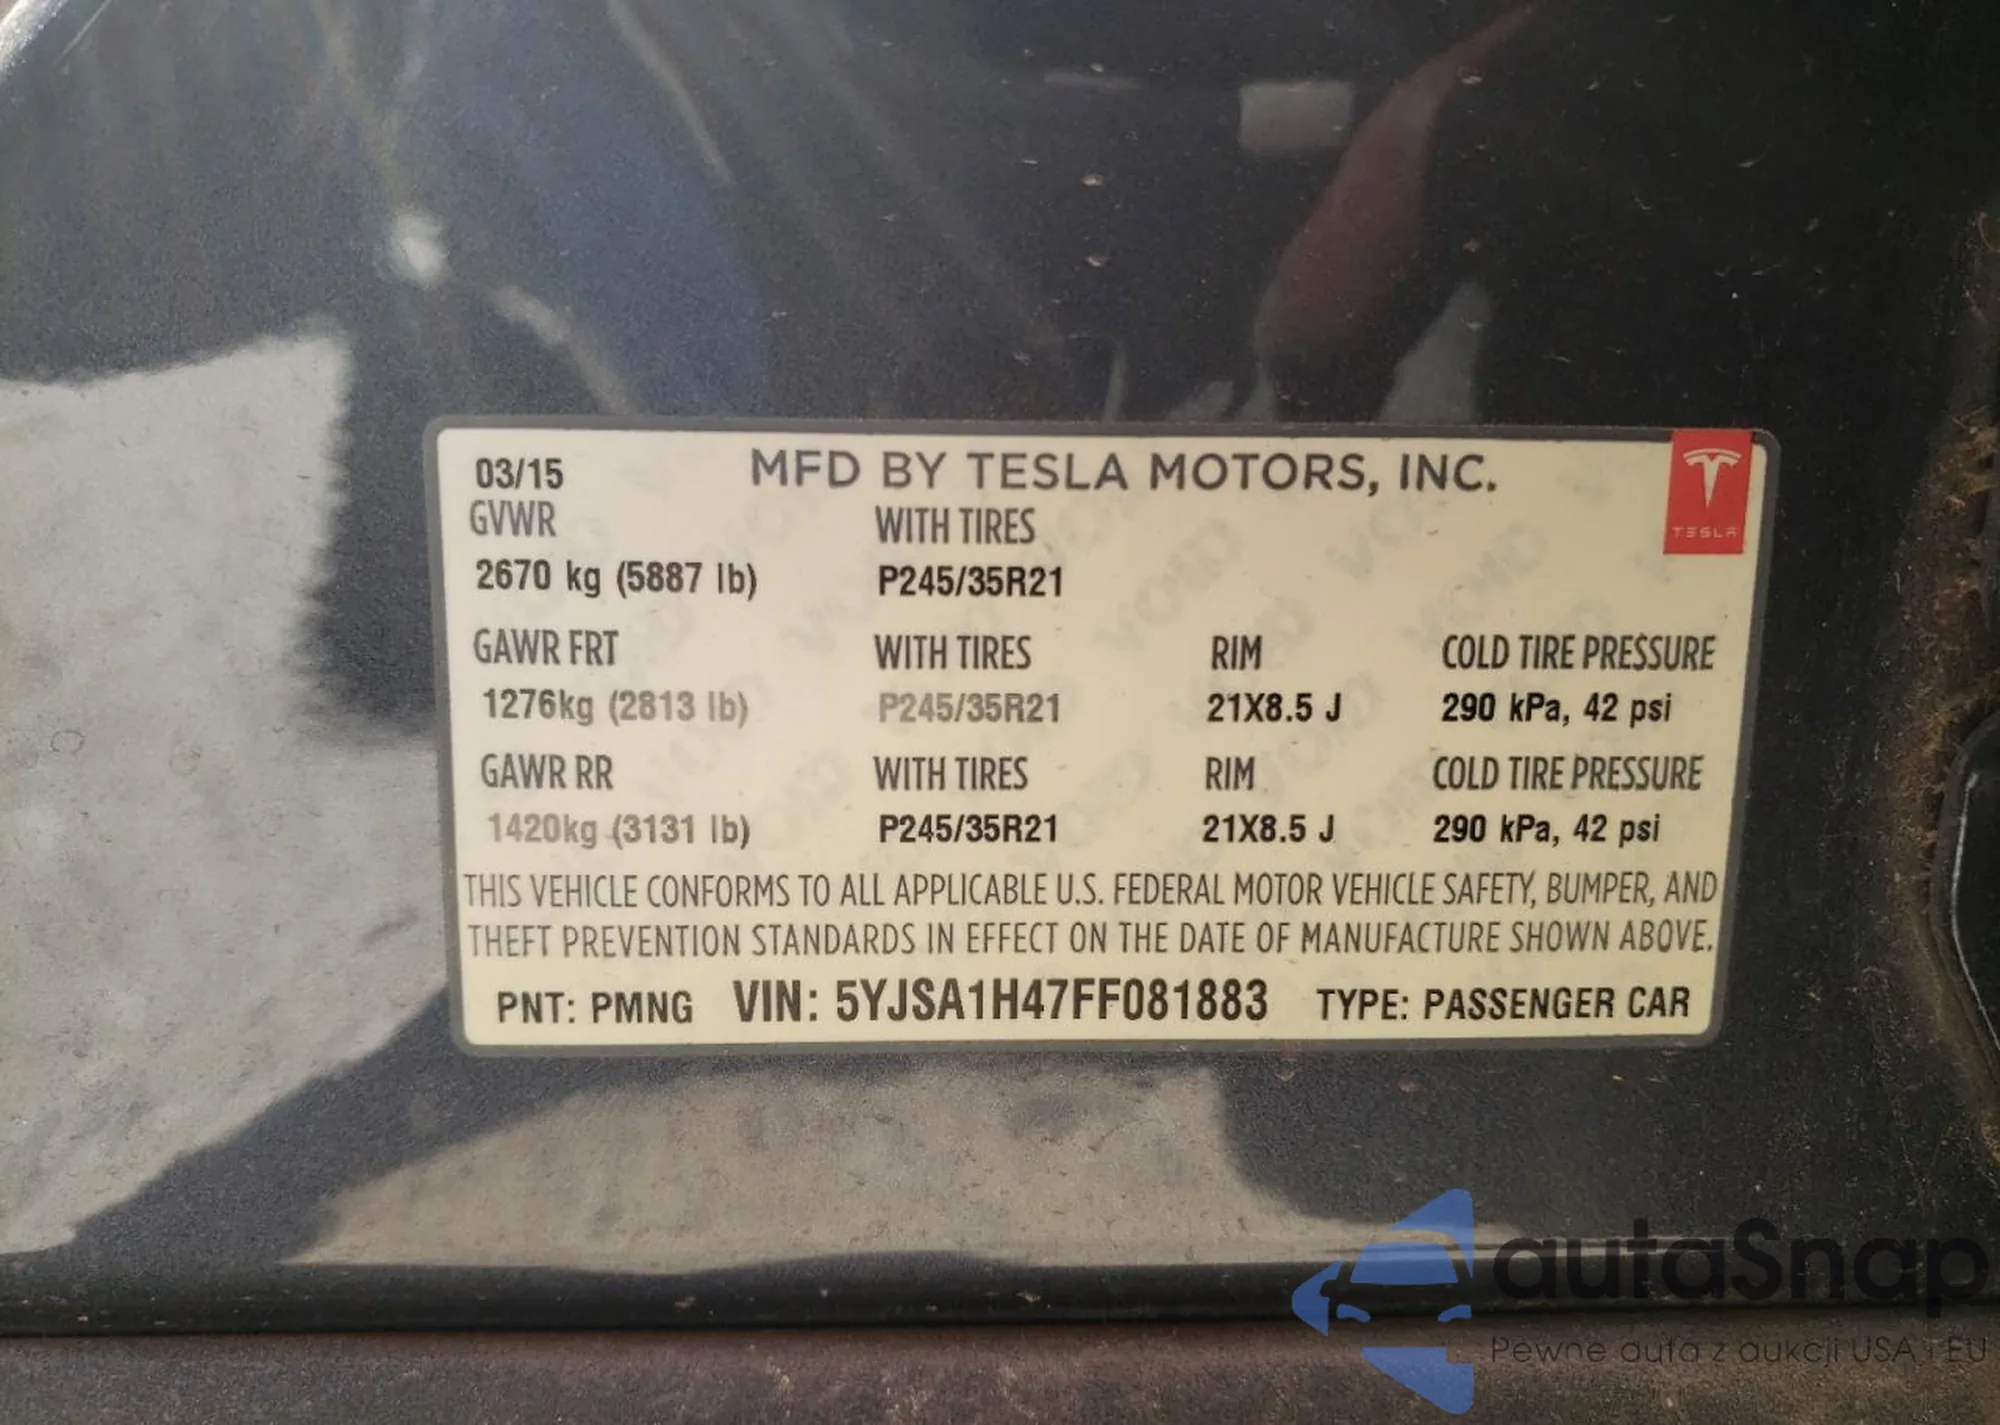 03/15 MFD BY TESLA MOTORS, INC.
TESLA
GVWR WITH TIRES
2670 kg (5887 lb) P245/35R21
GAWR FRT WITH TIRES RIM COLD TIRE PRESSURE
1276kg (2813 lb) P245/35R21 21X8.5 J 290 kPa, 42 psi
GAWR RR WITH TIRES RIM COLD TIRE PRESSURE
1420kg (3131 lb) P245/35R21 21X8.5 J 290 kPa, 42 psi
THIS VEHICLE CONFORMS TO ALL APPLICABLE U.S. FEDERAL MOTOR VEHICLE SAFETY, BUMPER, AND
THEFT PREVENTION STANDARDS IN EFFECT ON THE DATE OF MANUFACTURE SHOWN ABOVE.
PNT: PMNG VIN: 5YJSA1H47FF081883 TYPE: PASSENGER CAR
autaSnap
Pewne auta z aukcji USA i EU